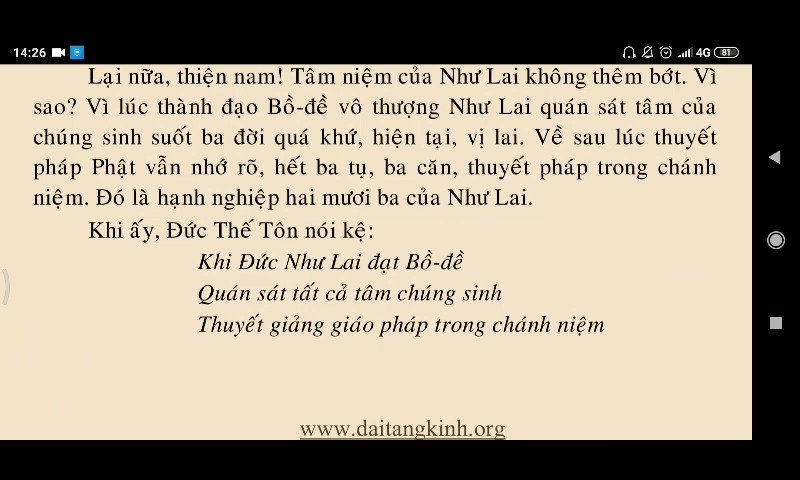 14:26
4G 81
Lại nữa, thiện nam! Tâm niệm của Như Lai không thêm bớt. Vì
sao? Vì lúc thành đạo Bồ-đề vô thượng Như Lai quán sát tâm của
chúng sinh suốt ba đời quá khứ, hiện tại, vị lai. Về sau lúc thuyết
pháp Phật vẫn nhớ rõ, hết ba tụ, ba căn, thuyết pháp trong chánh
niệm. Đó là hạnh nghiệp hai mươi ba của Như Lai.
Khi ấy, Đức Thế Tôn nói kệ:
Khi Đức Như Lai đạt Bồ-đề
Quán sát tất cả tâm chúng sinh
Thuyết giảng giáo pháp trong chánh niệm
www.daitangkinh.org